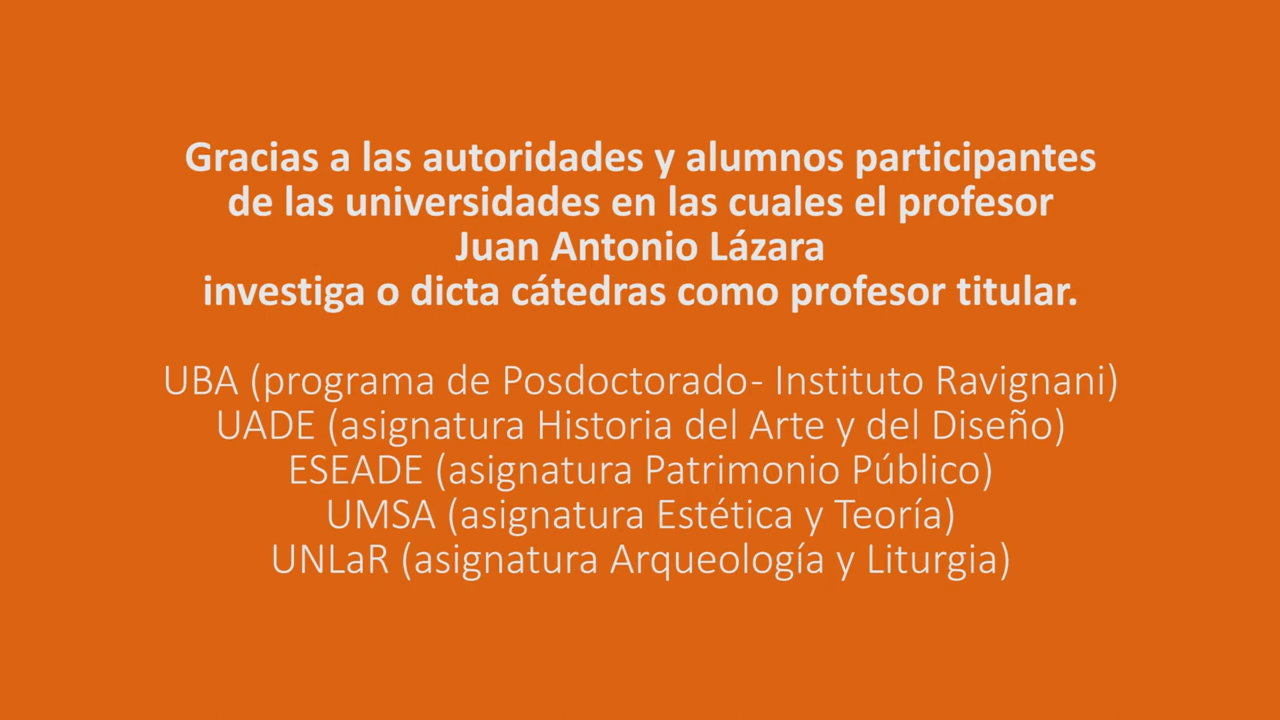 Gracias a las autoridades y alumnos participantes
de las universidades en las cuales el profesor
Juan Antonio Lázara
investiga o dicta cátedras como profesor titular.
UBA (programa de Posdoctorado- Instituto Ravignani)
UADE (asignatura Historia del Arte y del Diseño)
ESEADE (asignatura Patrimonio Público)
UMSA (asignatura Estética y Teoría)
UNLaR (asignatura Arqueología y Liturgia)